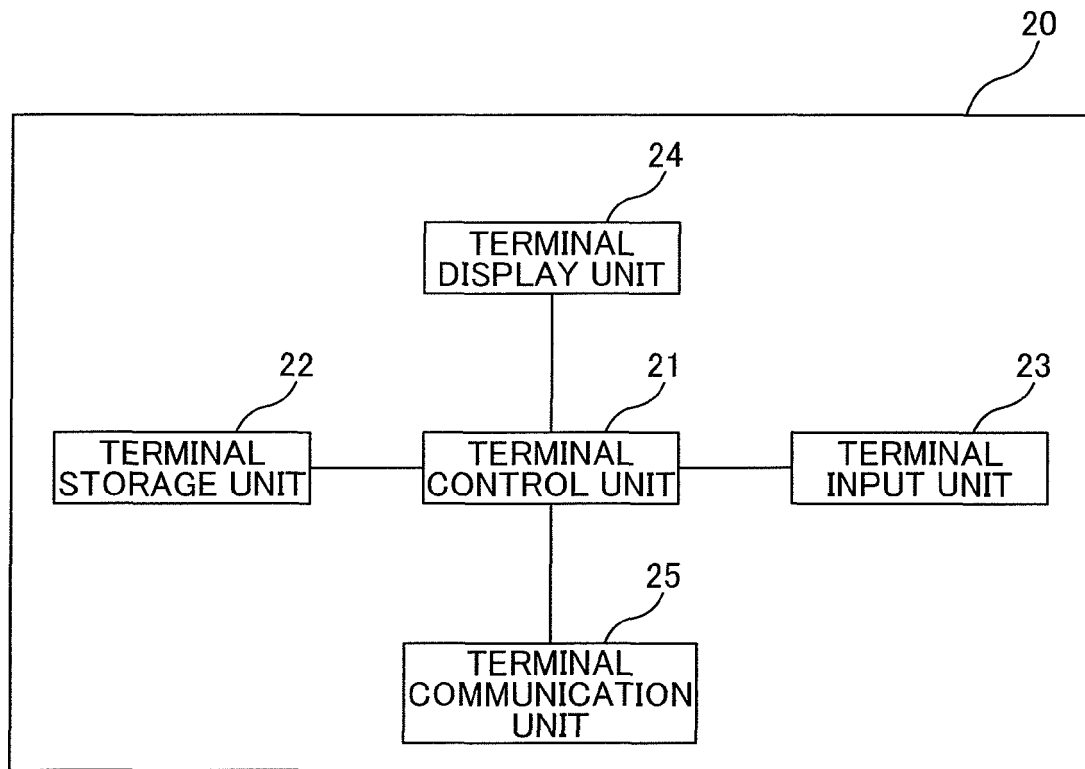 20
24
TERMINAL
DISPLAY UNIT
22
21
23
TERMINAL
STORAGE UNIT
TERMINAL
CONTROL UNIT
TERMINAL
INPUT UNIT
25
TERMINAL
COMMUNICATION
UNIT